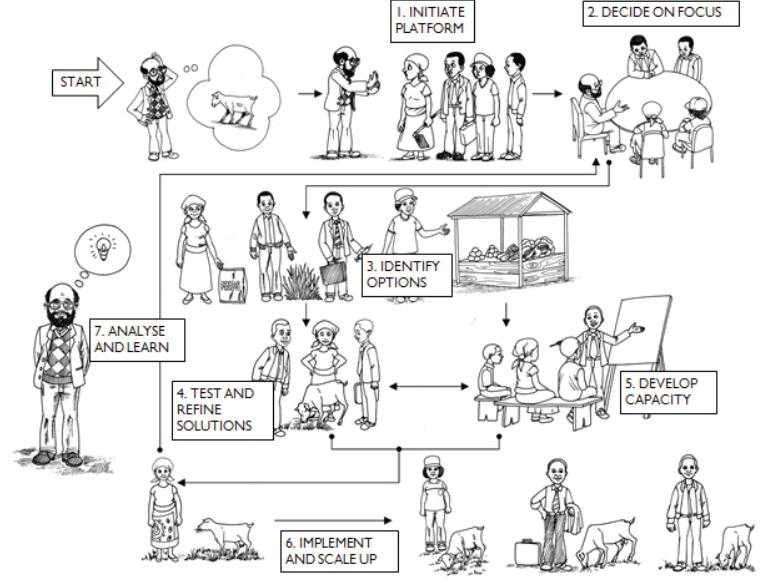 START
1. INITIATE
PLATFORM
2. DECIDE ON FOCUS
3. IDENTIFY
OPTIONS
4. TEST AND
REFINE
SOLUTIONS
5. DEVELOP
CAPACITY
6. IMPLEMENT
AND SCALE UP
7. ANALYSE
AND LEARN